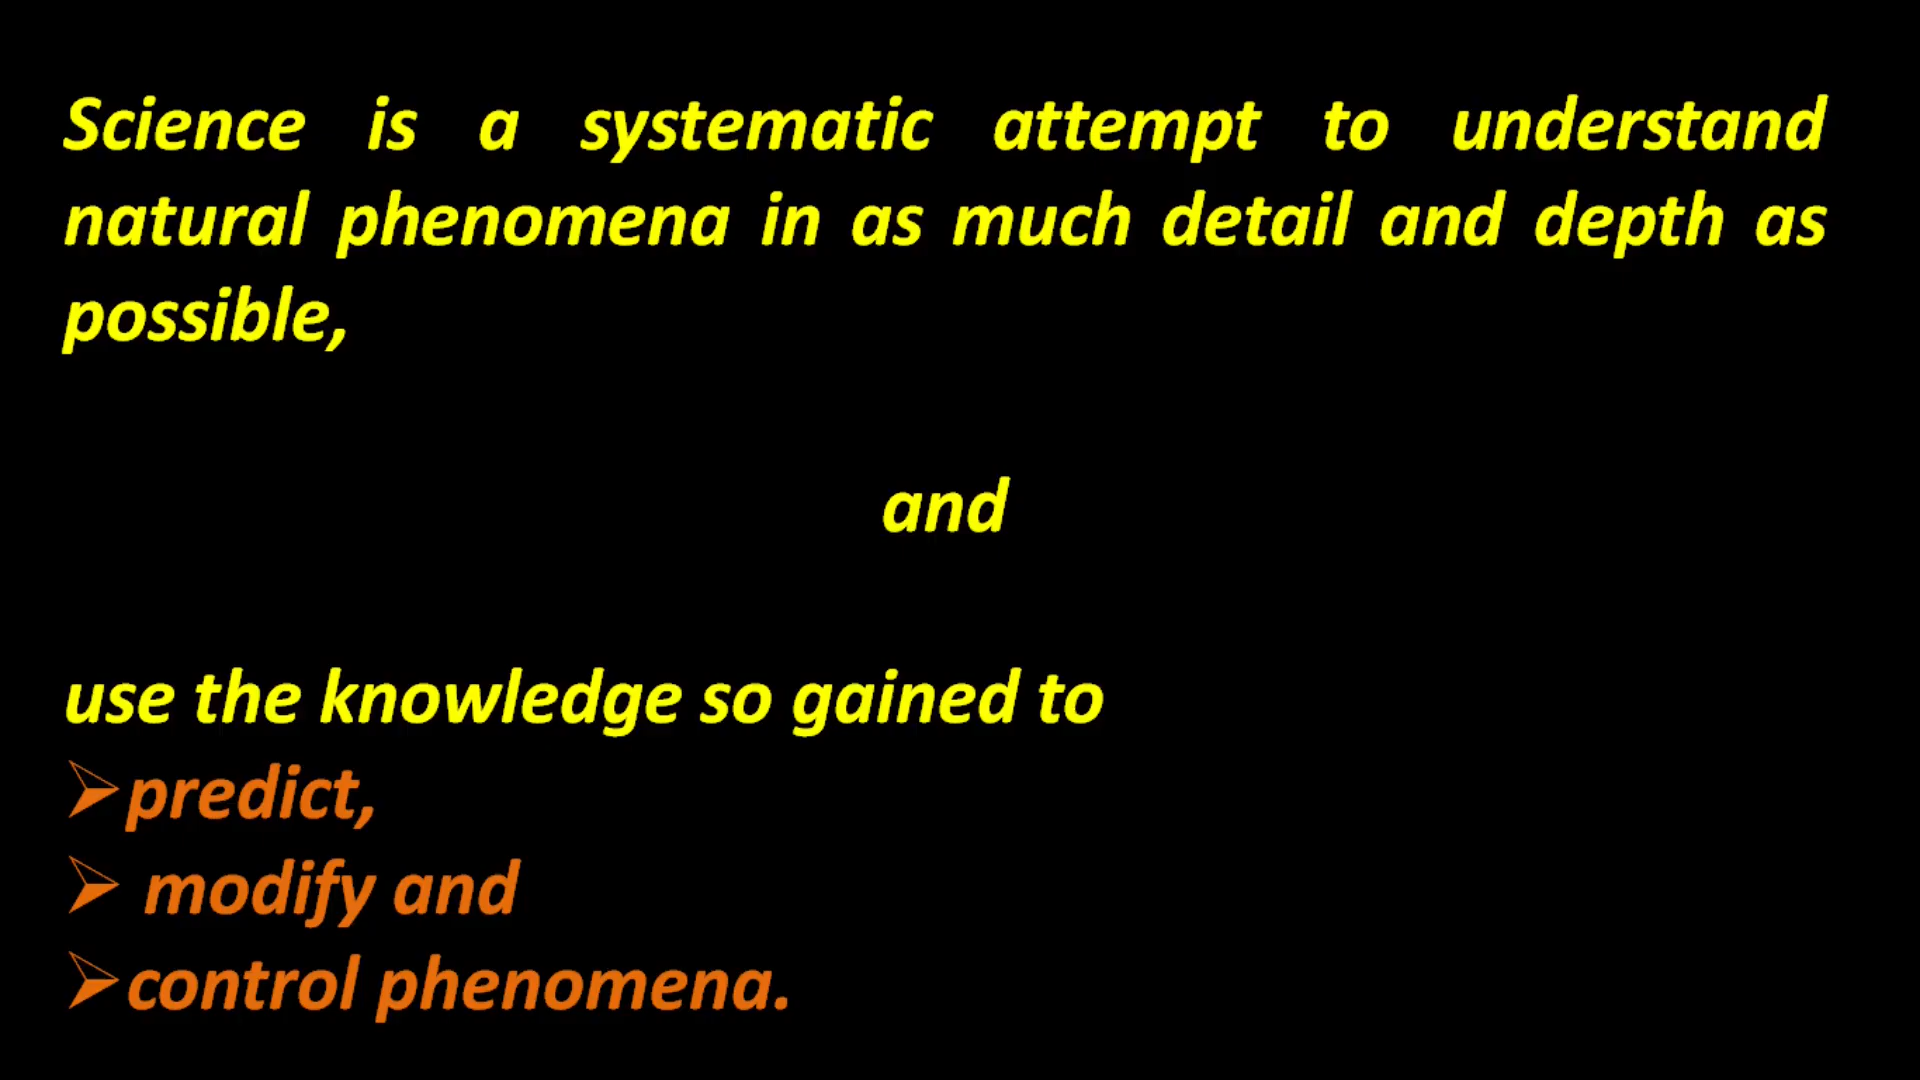 Science is a systematic attempt to understand
natural phenomena in as much detail and depth as
possible,
and
use the knowledge so gained to
➢predict,
➢ modify and
➢control phenomena.